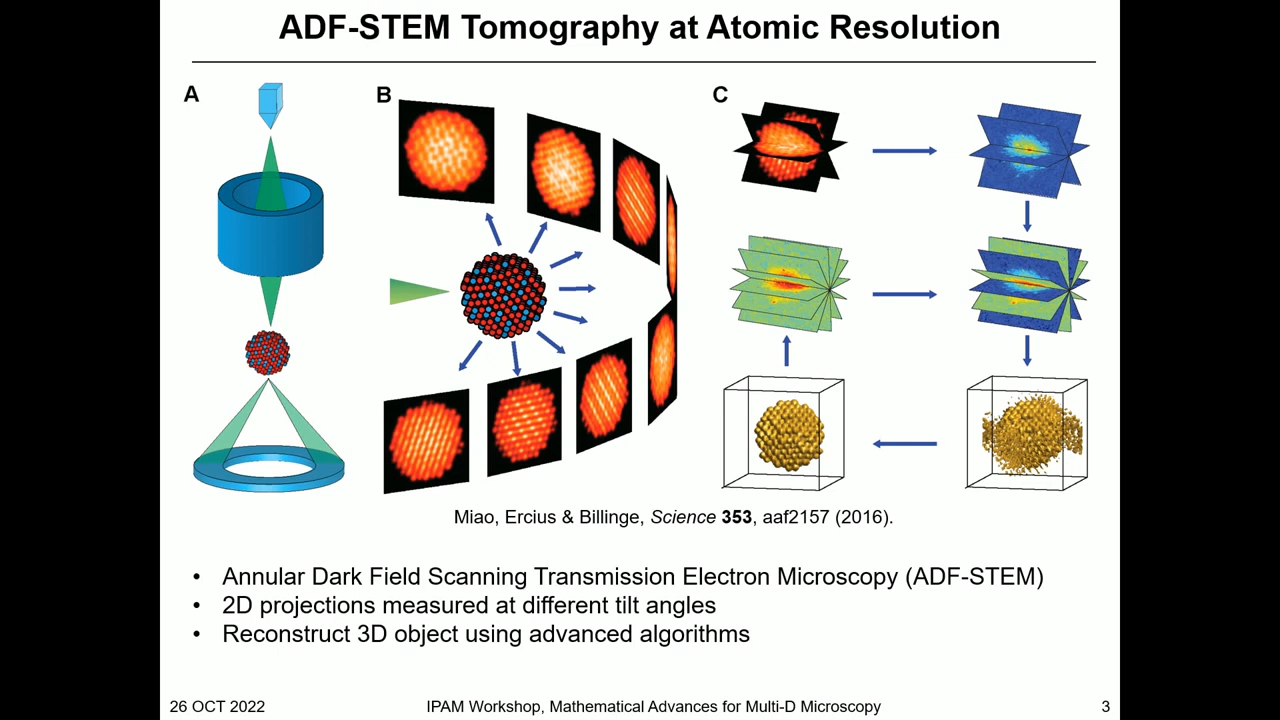 ADF-STEM Tomography at Atomic Resolution
A
B
C
Miao, Ercius & Billinge, Science 353, aaf2157 (2016).
• Annular Dark Field Scanning Transmission Electron Microscopy (ADF-STEM)
• 2D projections measured at different tilt angles
• Reconstruct 3D object using advanced algorithms
26 OCT 2022
IPAM Workshop, Mathematical Advances for Multi-D Microscopy
3